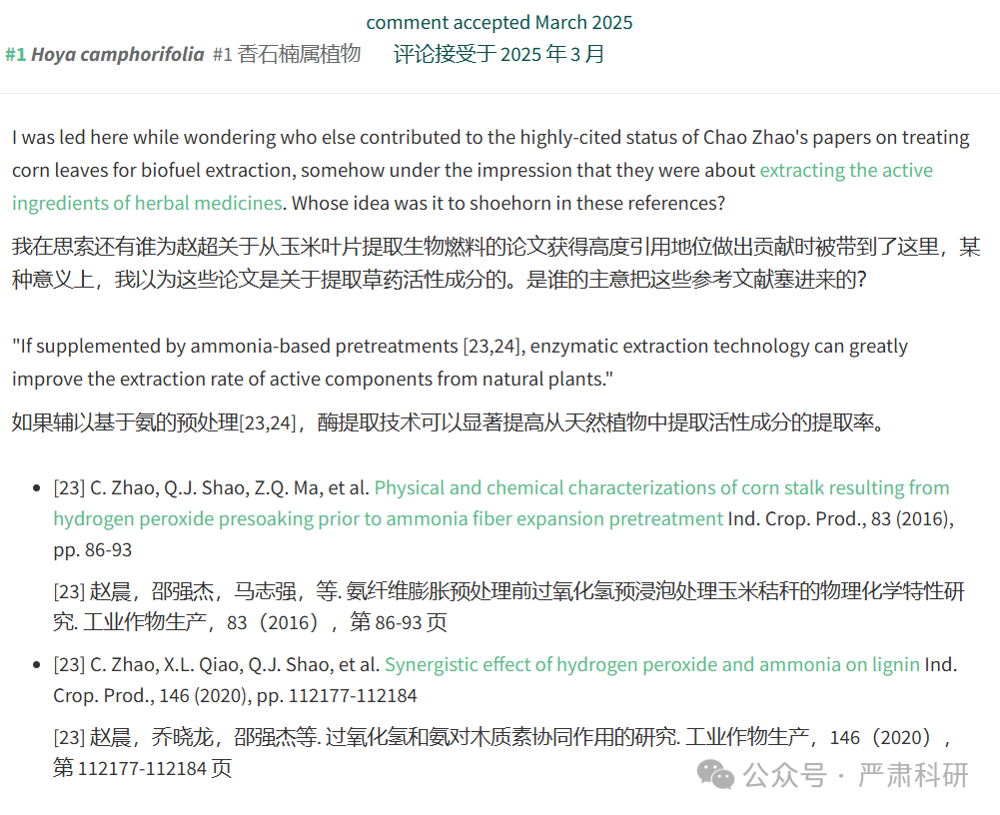 comment accepted March 2025
#1 Hoya camphorifolia #1 香石楠属植物 评论接受于 2025 年 3 月
I was led here while wondering who else contributed to the highly-cited status of Chao Zhao's papers on treating
corn leaves for biofuel extraction, somehow under the impression that they were about extracting the active
ingredients of herbal medicines. Whose idea was it to shoehorn in these references?
我在思索还有谁为赵超关于从玉米叶片提取生物燃料的论文获得高度引用地位做出贡献时被带到了这里，某
种意义上，我以为这些论文是关于提取草药活性成分的。是谁的主意把这些参考文献塞进来的？
"If supplemented by ammonia-based pretreatments [23,24], enzymatic extraction technology can greatly
improve the extraction rate of active components from natural plants."
如果辅以基于氨的预处理[23,24]，酶提取技术可以显著提高从天然植物中提取活性成分的提取率。
• [23] C. Zhao, Q.J. Shao, Z.Q. Ma, et al. Physical and chemical characterizations of corn stalk resulting from
hydrogen peroxide presoaking prior to ammonia fiber expansion pretreatment Ind. Crop. Prod., 83 (2016),
pp. 86-93
[23] 赵晨，邵强杰，马志强，等. 氨纤维膨胀预处理前过氧化氢预浸泡处理玉米秸秆的物理化学特性研
究. 工业作物生产，83（2016），第 86-93 页
• [23] C. Zhao, X.L. Qiao, Q.J. Shao, et al. Synergistic effect of hydrogen peroxide and ammonia on lignin Ind.
Crop. Prod., 146 (2020), pp. 112177-112184
[23] 赵晨，乔晓龙，邵强杰等. 过氧化氢和氨对木质素协同作用的研究. 工业作物生产，146（2020），
第 112177-112184 页
公众号 · 严肃科研